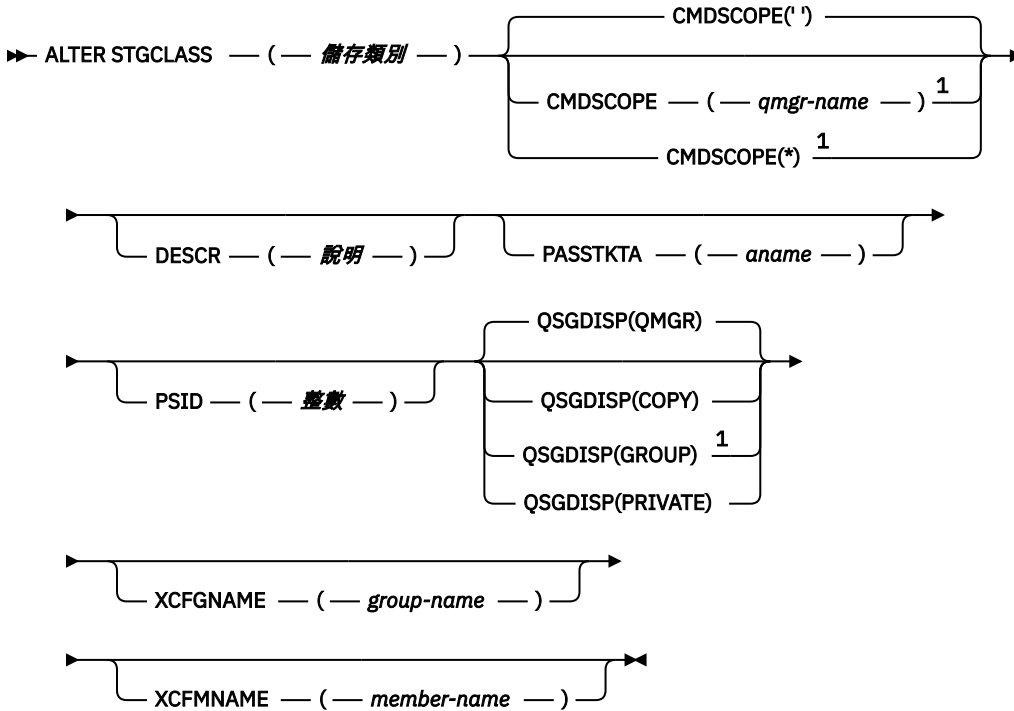 CMDSCOPE(' ')
ALTER STGCLASS ( 儲存類別 )
CMDSCOPE ( qmgr-name ) 1
CMDSCOPE(*) 1
DESCR ( 說明 ) PASSTKTA ( aname )
QSGDISP(QMGR)
PSID ( 整數 ) QSGDISP(COPY)
QSGDISP(GROUP) 1
QSGDISP(PRIVATE)
XCFGNAME ( group-name )
XCFMNAME ( member-name )